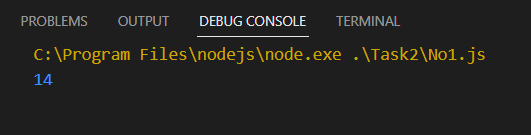 PROBLEMS OUTPUT DEBUG CONSOLE TERMINAL
C:\Program Files\nodejs\node.exe .\Task2\No1.js
14